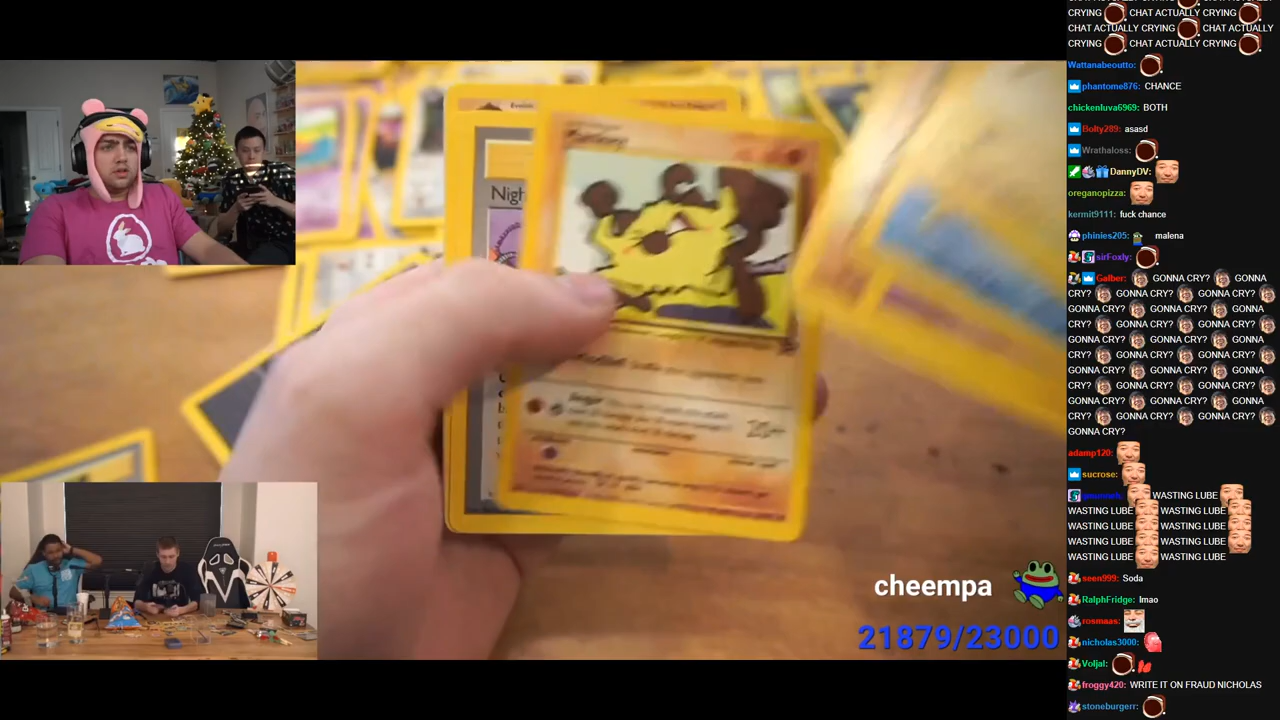 CRYING CHAT ACTUALLY CRYING
CHAT ACTUALLY CRYING CHAT ACTUALLY
CRYING CHAT ACTUALLY CRYING
Wattanabeoutto:
phantome876: CHANCE
chickenluva6969: BOTH
Bolty289: asasd
Wrathaloss:
DannyDV:
oreganopizza:
kermit9111: fuck chance
phinies205: malena
sirFoxly:
Galber: GONNA CRY? GONNA
CRY? GONNA CRY? GONNA CRY?
GONNA CRY? GONNA CRY? GONNA
CRY? GONNA CRY? GONNA CRY?
GONNA CRY? GONNA CRY? GONNA
CRY? GONNA CRY? GONNA CRY?
GONNA CRY? GONNA CRY? GONNA
CRY? GONNA CRY? GONNA CRY?
GONNA CRY? GONNA CRY? GONNA
CRY? GONNA CRY? GONNA CRY?
GONNA CRY?
adamp120:
sucrose:
WASTING LUBE
WASTING LUBE WASTING LUBE
WASTING LUBE WASTING LUBE
WASTING LUBE WASTING LUBE
WASTING LUBE WASTING LUBE
seen999: Soda
RalphFridge: lmao
rosmaas:
nicholas3000:
Voljal:
froggy420: WRITE IT ON FRAUD NICHOLAS
stoneburgerr:
Nigh
20+
cheempa
21879/23000